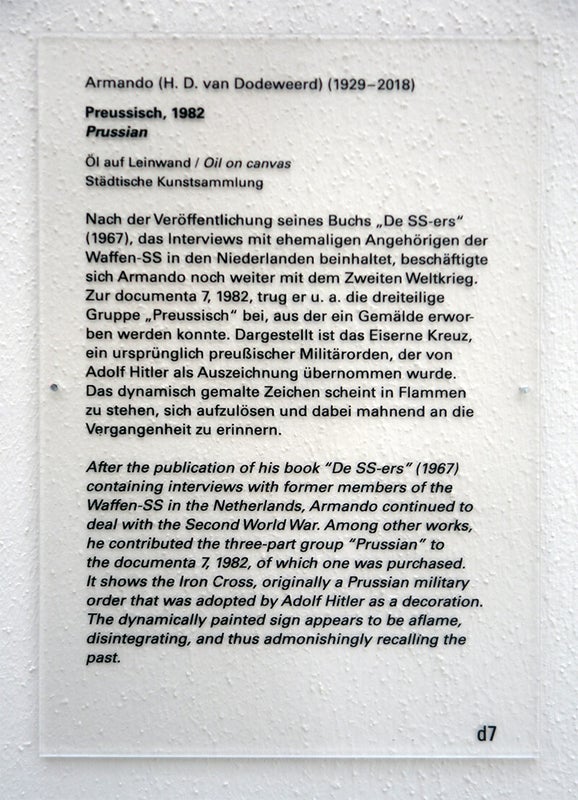 Armando (H. D. van Dodeweerd) (1929–2018)
Preussisch, 1982
Prussian
Öl auf Leinwand / Oil on canvas
Städtische Kunstsammlung
Nach der Veröffentlichung seines Buchs „De SS-ers“
(1967), das Interviews mit ehemaligen Angehörigen der
Waffen-SS in den Niederlanden beinhaltet, beschäftigte
sich Armando noch weiter mit dem Zweiten Weltkrieg.
Zur documenta 7, 1982, trug er u. a. die dreiteilige
Gruppe „Preussisch“ bei, aus der ein Gemälde erwor-
ben werden konnte. Dargestellt ist das Eiserne Kreuz,
ein ursprünglich preußischer Militärorden, der von
Adolf Hitler als Auszeichnung übernommen wurde.
Das dynamisch gemalte Zeichen scheint in Flammen
zu stehen, sich aufzulösen und dabei mahnend an die
Vergangenheit zu erinnern.
After the publication of his book “De SS-ers” (1967)
containing interviews with former members of the
Waffen-SS in the Netherlands, Armando continued to
deal with the Second World War. Among other works,
he contributed the three-part group “Prussian” to
the documenta 7, 1982, of which one was purchased.
It shows the Iron Cross, originally a Prussian military
order that was adopted by Adolf Hitler as a decoration.
The dynamically painted sign appears to be aflame,
disintegrating, and thus admonishingly recalling the
past.
d7